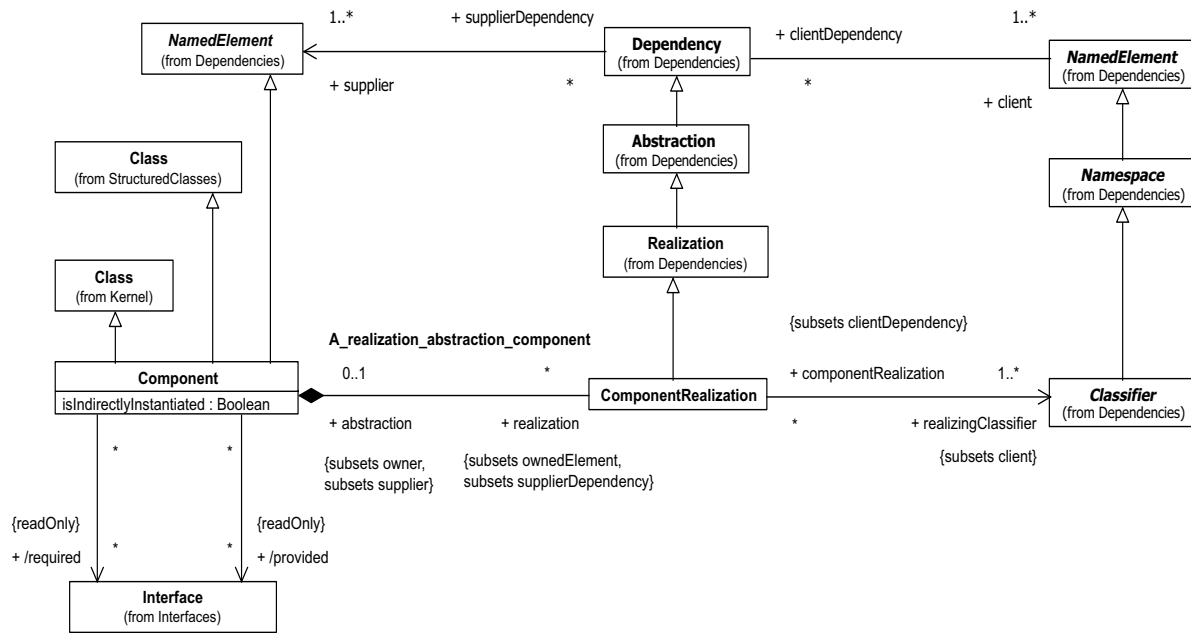 1..*
+ supplierDependency
NamedElement
(from Dependencies)
+ supplier
*
Dependency
(from Dependencies)
+ clientDependency
1..*
*
NamedElement
(from Dependencies)
+ client
Abstraction
(from Dependencies)
Class
(from StructuredClasses)
Namespace
(from Dependencies)
Realization
(from Dependencies)
Class
(from Kernel)
{subsets clientDependency}
A_realization_abstraction_component
Component
isIndirectlyInstantiated : Boolean
0..1
*
ComponentRealization
+ componentRealization
1..*
Classifier
(from Dependencies)
+ abstraction
+ realization
*
+ realizingClassifier
{subsets owner,
subsets supplier}
{subsets ownedElement,
subsets supplierDependency}
{subsets client}
*
*
{readOnly}
{readOnly}
+ /required
*
*
+ /provided
Interface
(from Interfaces)